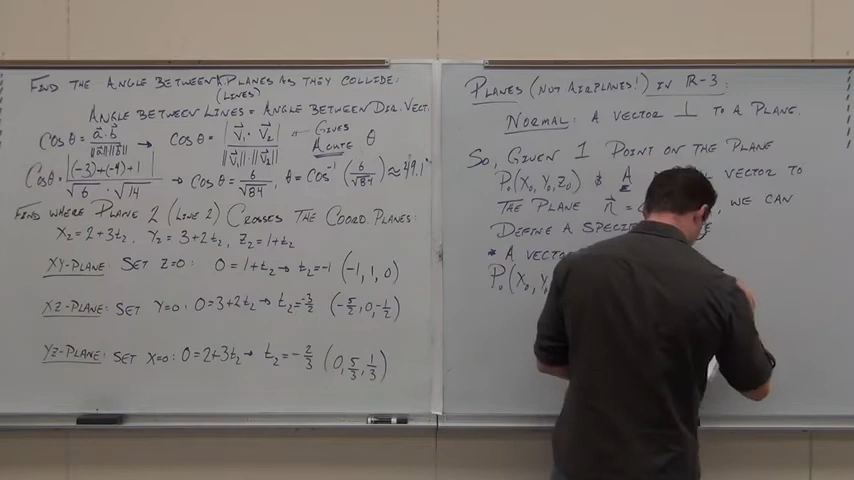 FIND THE ANGLE BETWEEN PLANES AS THEY COLLIDE:
(LINES)
ANGLE BETWEEN LINES = ANGLE BETWEEN DIR. VECT.
COS θ = a⃗·b⃗ / ||a⃗|| ||b⃗|| → COS θ = |V⃗₁ · V⃗₂| / ||V⃗₁|| · ||V⃗₂|| GIVES ACUTE θ
COS θ = |(-3)+(-4)+1| / √6 · √14 → COS θ = 6/√84, θ = COS⁻¹ (6/√84) ≈ 49.1°
FIND WHERE PLANE 2 (LINE 2) CROSSES THE COORD. PLANES:
X₂ = 2+3t₂, Y₂ = 3+2t₂, Z₂ = 1+t₂
XY-PLANE: SET Z=0: 0=1+t₂ → t₂=-1 (-1, 1, 0)
XZ-PLANE: SET Y=0: 0=3+2t₂ → t₂=-3/2 (-5/2, 0, -1/2)
YZ-PLANE: SET X=0: 0=2+3t₂ → t₂=-2/3 (0, 5/3, 1/3)
PLANES (NOT AIRPLANES!) IN R-3:
NORMAL: A VECTOR ⊥ TO A PLANE.
SO, GIVEN 1 POINT ON THE PLANE
P₀(X₀, Y₀, Z₀) & A VECTOR TO
THE PLANE n⃗ = WE CAN
DEFINE A
* A VECTOR
P₀(X₀,